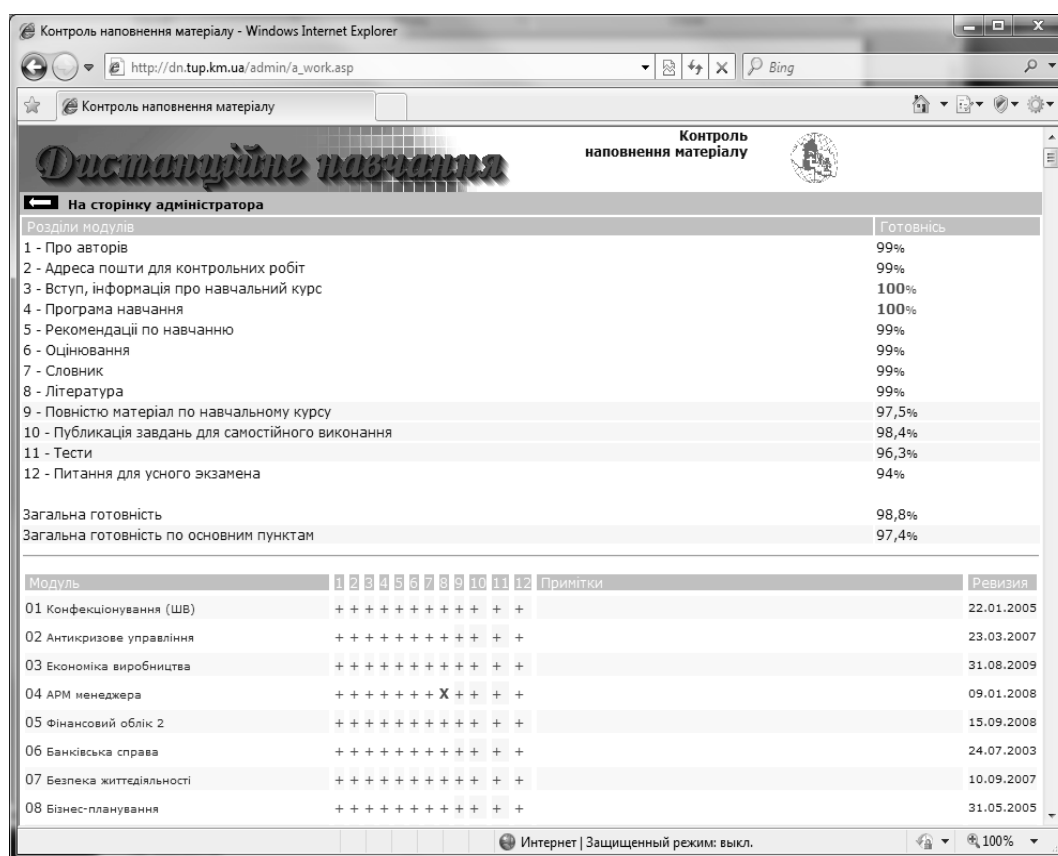 Контроль наповнення матеріалу - Windows Internet Explorer
http://dn.tup.km.ua/admin/a_work.asp
Bing
Контроль наповнення матеріалу
Дистанційне навчання
Контроль
наповнення матеріалу
На сторінку адміністратора
Розділи модулів Готовнісь
1 - Про авторів 99%
2 - Адреса пошти для контрольних робіт 99%
3 - Вступ, інформація про навчальний курс 100%
4 - Програма навчання 100%
5 - Рекомендаціі по навчанню 99%
6 - Оцінювання 99%
7 - Словник 99%
8 - Література 99%
9 - Повністю матеріал по навчальному курсу 97,5%
10 - Публикація завдань для самостійного виконання 98,4%
11 - Тести 96,3%
12 - Питання для усного экзамена 94%
Загальна готовність 98,8%
Загальна готовність по основним пунктам 97,4%
Модуль 1 2 3 4 5 6 7 8 9 10 11 12 Примітки Ревизия
01 Конфекціонування (ШВ) + + + + + + + + + + + + 22.01.2005
02 Антикризове управління + + + + + + + + + + + + 23.03.2007
03 Економіка виробництва + + + + + + + + + + + + 31.08.2009
04 АРМ менеджера + + + + + + + X + + + + 09.01.2008
05 Фінансовий облік 2 + + + + + + + + + + + + 15.09.2008
06 Банківська справа + + + + + + + + + + + + 24.07.2003
07 Безпека життєдіяльності + + + + + + + + + + + + 10.09.2007
08 Бізнес-планування + + + + + + + + + + + + 31.05.2005
Интернет | Защищенный режим: выкл. 100%